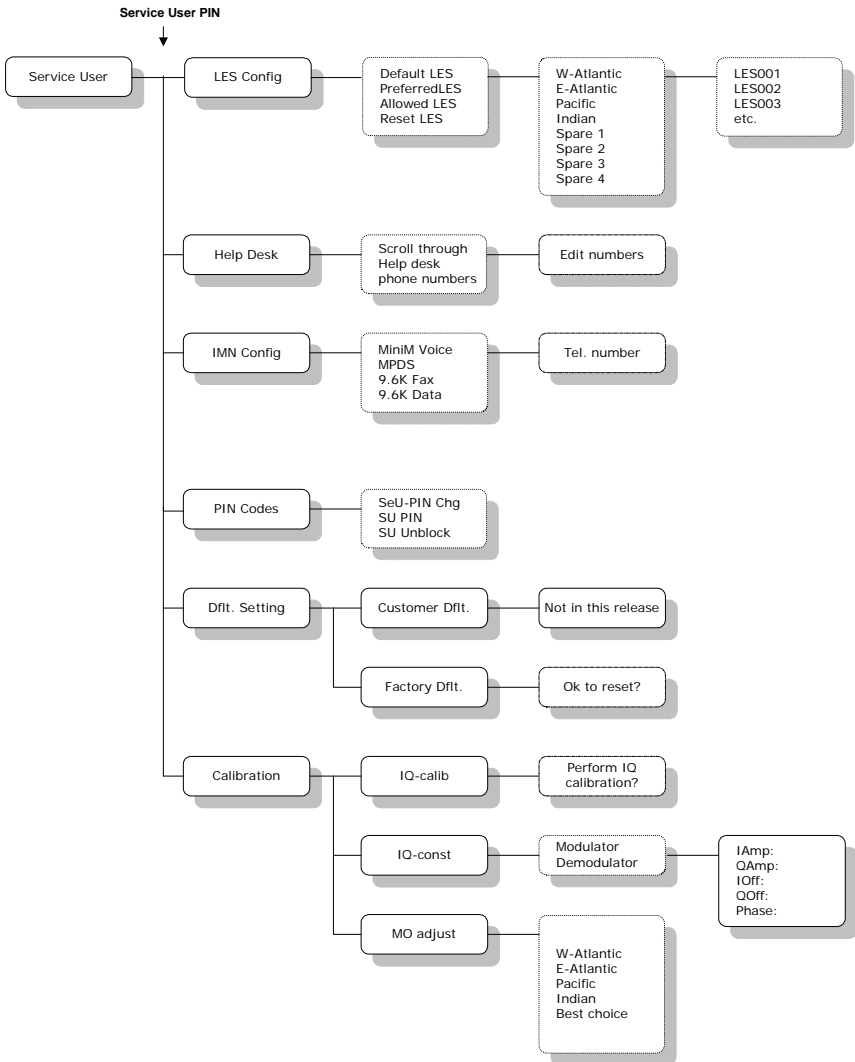 Service User PIN
Service User
LES Config
Default LES
PreferredLES
Allowed LES
Reset LES
W-Atlantic
E-Atlantic
Pacific
Indian
Spare 1
Spare 2
Spare 3
Spare 4
LES001
LES002
LES003
etc.
Help Desk
Scroll through
Help desk
phone numbers
Edit numbers
IMN Config
MiniM Voice
MPDS
9.6K Fax
9.6K Data
Tel. number
PIN Codes
SeU-PIN Chg
SU PIN
SU Unblock
Dflt. Setting
Customer Dflt.
Not in this release
Factory Dflt.
Ok to reset?
Calibration
IQ-calib
Perform IQ
calibration?
IQ-const
Modulator
Demodulator
IAmp:
QAmp:
IOff:
QOff:
Phase:
MO adjust
W-Atlantic
E-Atlantic
Pacific
Indian
Best choice